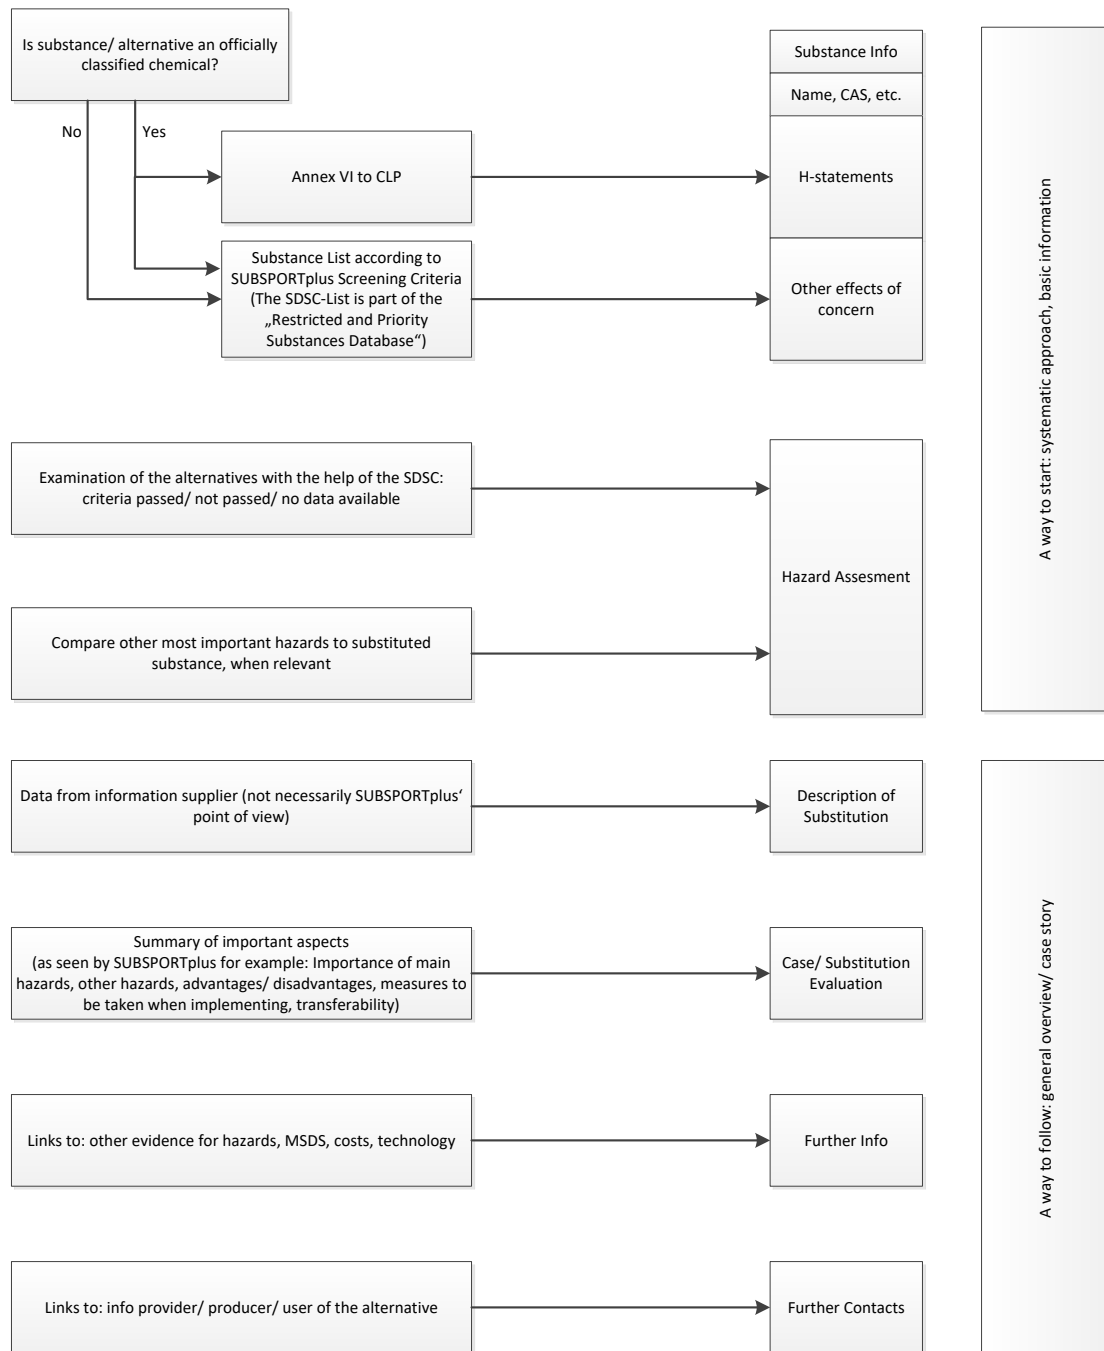 Is substance/ alternative an officially
classified chemical?
No
Yes
Annex VI to CLP
Substance List according to
SUBSPORTplus Screening Criteria
(The SDSC-List is part of the
„Restricted and Priority
Substances Database“)
Substance Info
Name, CAS, etc.
H-statements
Other effects of
concern
Examination of the alternatives with the help of the SDSC:
criteria passed/ not passed/ no data available
Compare other most important hazards to substituted
substance, when relevant
Hazard Assesment
A way to start: systematic approach, basic information
Data from information supplier (not necessarily SUBSPORTplus‘
point of view)
Description of
Substitution
Summary of important aspects
(as seen by SUBSPORTplus for example: Importance of main
hazards, other hazards, advantages/ disadvantages, measures to
be taken when implementing, transferability)
Case/ Substitution
Evaluation
Links to: other evidence for hazards, MSDS, costs, technology
Further Info
Links to: info provider/ producer/ user of the alternative
Further Contacts
A way to follow: general overview/ case story